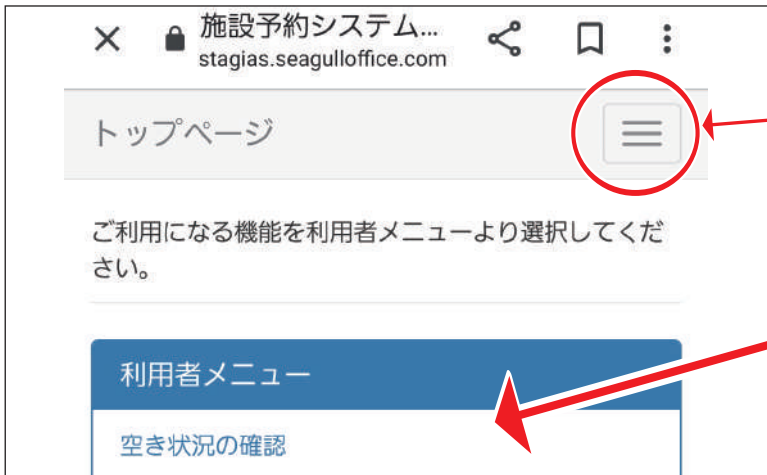 施設予約システム...
stagias.seagulloffice.com
トップページ
ご利用になる機能を利用者メニューより選択してくだ
さい。
利用者メニュー
空き状況の確認